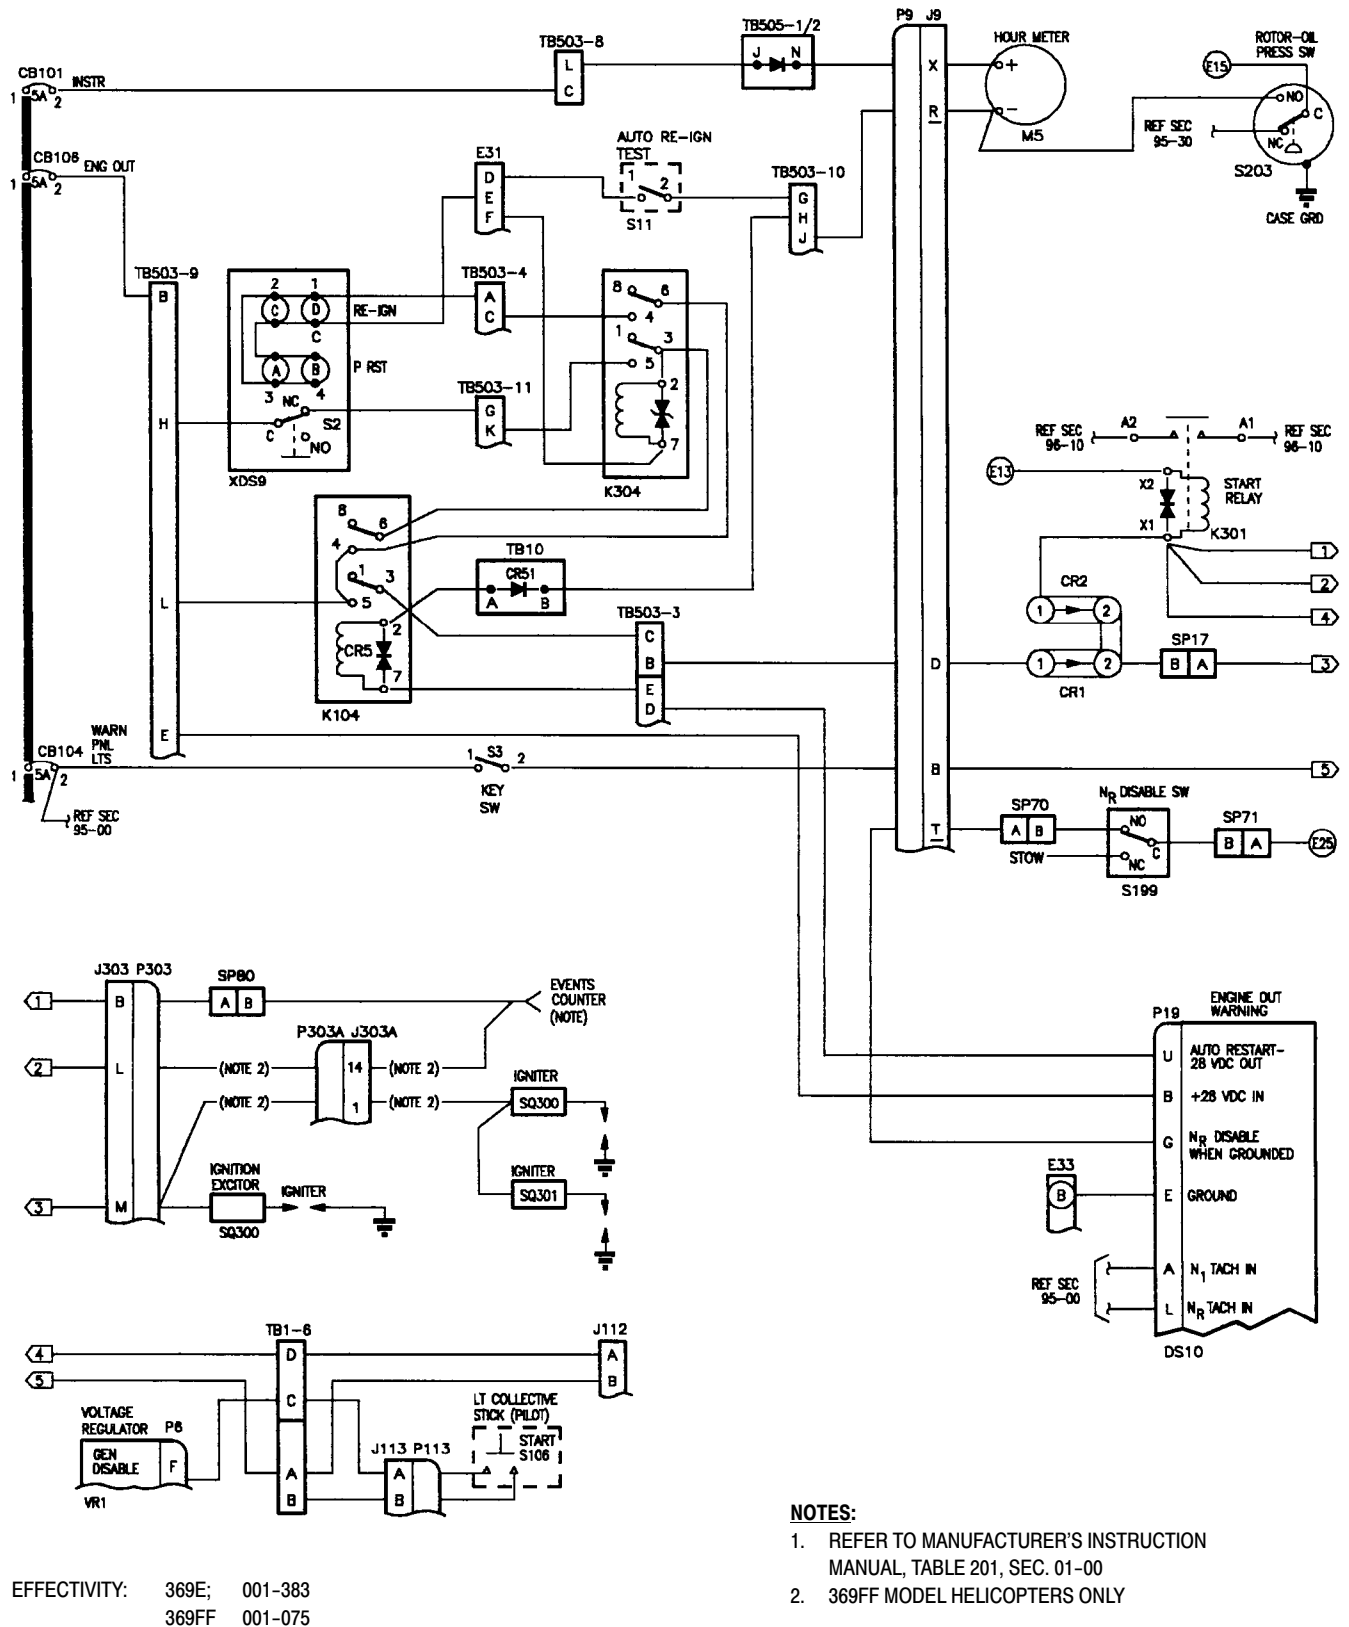 P9 J9
TB505-1/2
J N
HOUR METER
+
-
M5
ROTOR-OIL
PRESS SW
E15
NO
C
NC
REF SEC
95-30
S203
CASE GRD
TB503-8
L
C
CB101
INSTR
1 5A 2
CB106
ENG OUT
1 5A 2
X
R
AUTO RE-IGN
TEST
1 2
S11
E31
D
E
F
TB503-10
G
H
J
TB503-9
B
H
L
E
2 1
C D
RE-IGN
C
A B
P RST
3 4
NC
C
S2
NO
XDS9
TB503-4
A
C
TB503-11
G
K
8 6
4
1 3
5
2
7
K304
8 6
4
1 3
5
2
CR5
7
K104
TB10
CR51
A B
TB503-3
C
B
E
D
REF SEC
96-10
A2 A1
REF SEC
96-10
E13
X2
X1
START
RELAY
K301
1
2
4
CR2
1 2
1 2
CR1
D
SP17
B A
3
WARN
PNL
LTS
CB104
1 5A 2
REF SEC
95-00
1 S3 2
KEY
SW
B
5
T
SP70
A B
STOW
NR DISABLE SW
NO
C
NC
S199
SP71
B A
E25
J303 P303
1
B
SP80
A B
EVENTS
COUNTER
(NOTE)
P303A J303A
2
L
(NOTE 2)
14
(NOTE 2)
(NOTE 2)
1
(NOTE 2)
IGNITER
SQ300
IGNITER
SQ301
3
M
IGNITION
EXCITOR
SQ300
IGNITER
P19
ENGINE OUT
WARNING
U AUTO RESTART-
28 VDC OUT
B +28 VDC IN
G NR DISABLE
WHEN GROUNDED
E33
B
E GROUND
REF SEC
95-00
A N1 TACH IN
L NR TACH IN
DS10
TB1-6
4
5
D
C
A
B
J112
A
B
VOLTAGE
REGULATOR P6
GEN
DISABLE
F
VR1
LT COLLECTIVE
STICK (PILOT)
START
S106
J113 P113
A
B
NOTES:
1. REFER TO MANUFACTURER'S INSTRUCTION
MANUAL, TABLE 201, SEC. 01-00
2. 369FF MODEL HELICOPTERS ONLY
EFFECTIVITY: 369E; 001-383
369FF 001-075